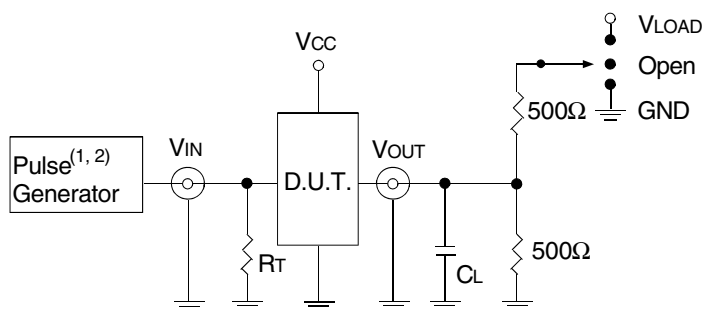 VLOAD
VCC
Open
500Ω
GND
Pulse(1, 2)
Generator
VIN
D.U.T.
VOUT
RT
CL
500Ω